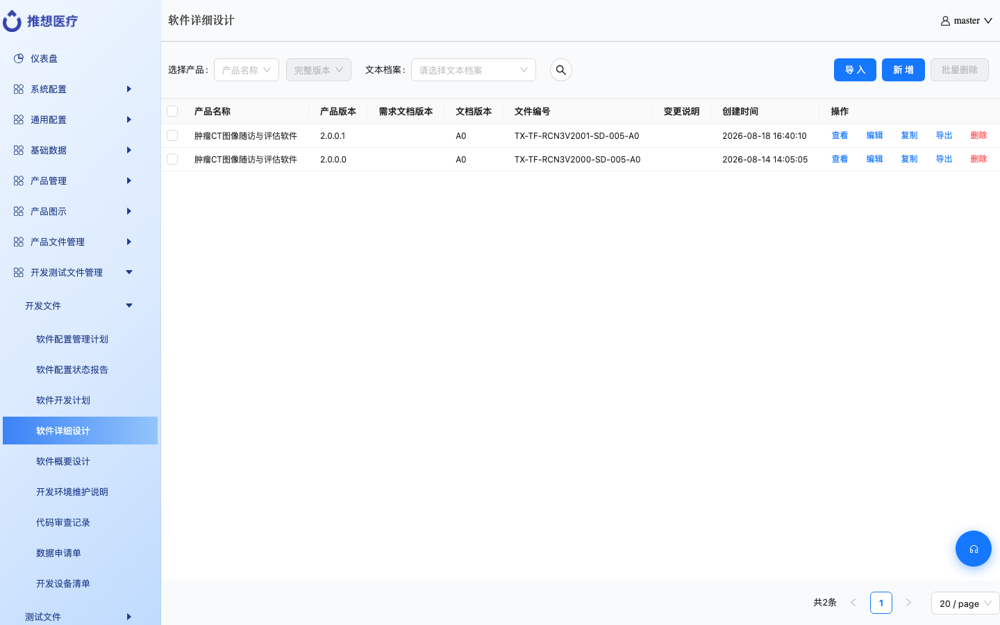 推想医疗
软件详细设计
master
仪表盘
系统配置
通用配置
基础数据
产品管理
产品图示
产品文件管理
开发测试文件管理
开发文件
软件配置管理计划
软件配置状态报告
软件开发计划
软件详细设计
软件概要设计
开发环境维护说明
代码审查记录
数据申请单
开发设备清单
测试文件
选择产品： 产品名称 完整版本 文本档案： 请选择文本档案 导 入 新 增 批量删除
产品名称 产品版本 需求文档版本 文档版本 文件编号 变更说明 创建时间 操作
肿瘤CT图像随访与评估软件 2.0.0.1 A0 TX-TF-RCN3V2001-SD-005-A0 2026-08-18 16:40:10 查看 编辑 复制 导出 删除
肿瘤CT图像随访与评估软件 2.0.0.0 A0 TX-TF-RCN3V2000-SD-005-A0 2026-08-14 14:05:05 查看 编辑 复制 导出 删除
共2条 1 20 / page